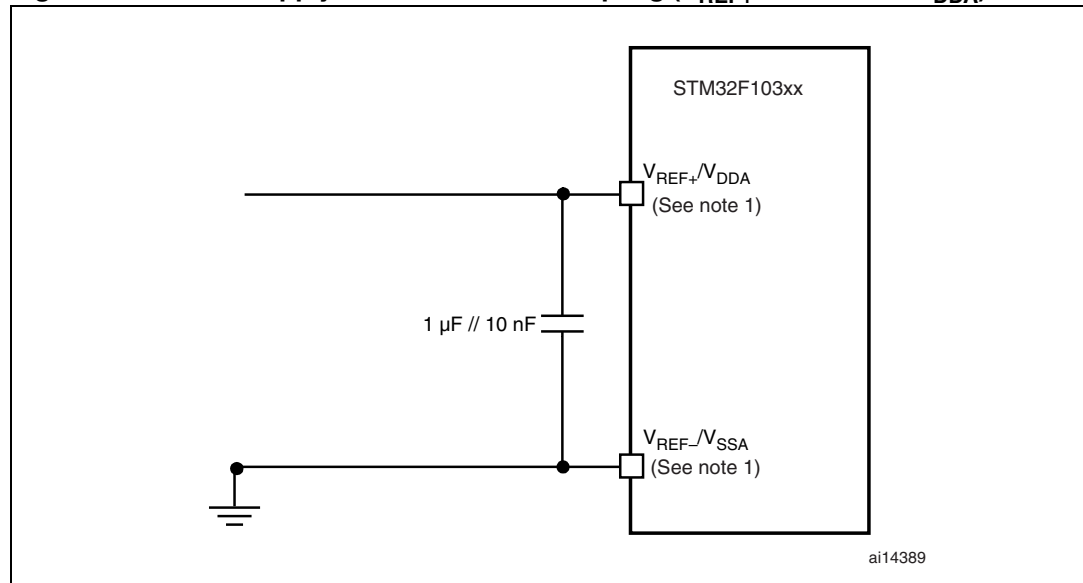 STM32F103xx
VREF+/VDDA
(See note 1)
1 µF // 10 nF
VREF–/VSSA
(See note 1)
ai14389